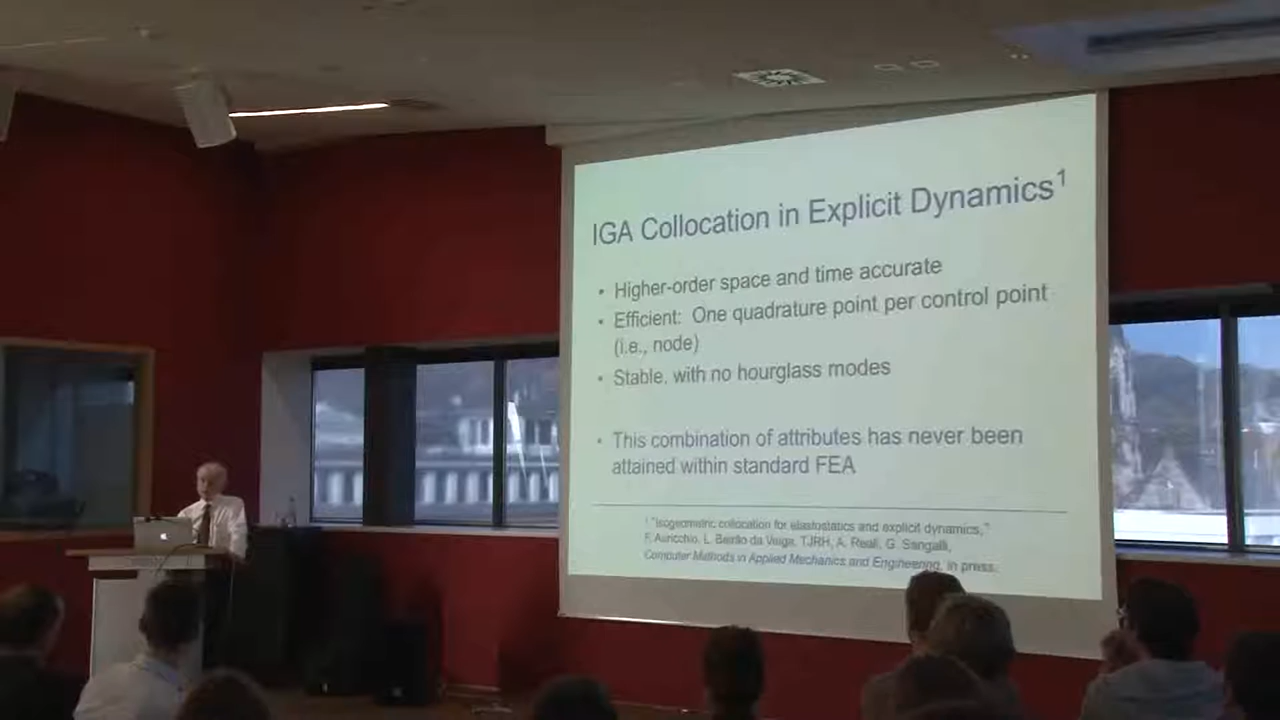 IGA Collocation in Explicit Dynamics¹
• Higher-order space and time accurate
• Efficient: One quadrature point per control point
(i.e., node)
• Stable, with no hourglass modes
• This combination of attributes has never been
attained within standard FEA
¹ "Isogeometric collocation for elastostatics and explicit dynamics,"
F. Auricchio, L. Beirão da Veiga, TJRH, A. Reali, G. Sangalli,
Computer Methods in Applied Mechanics and Engineering, in press.